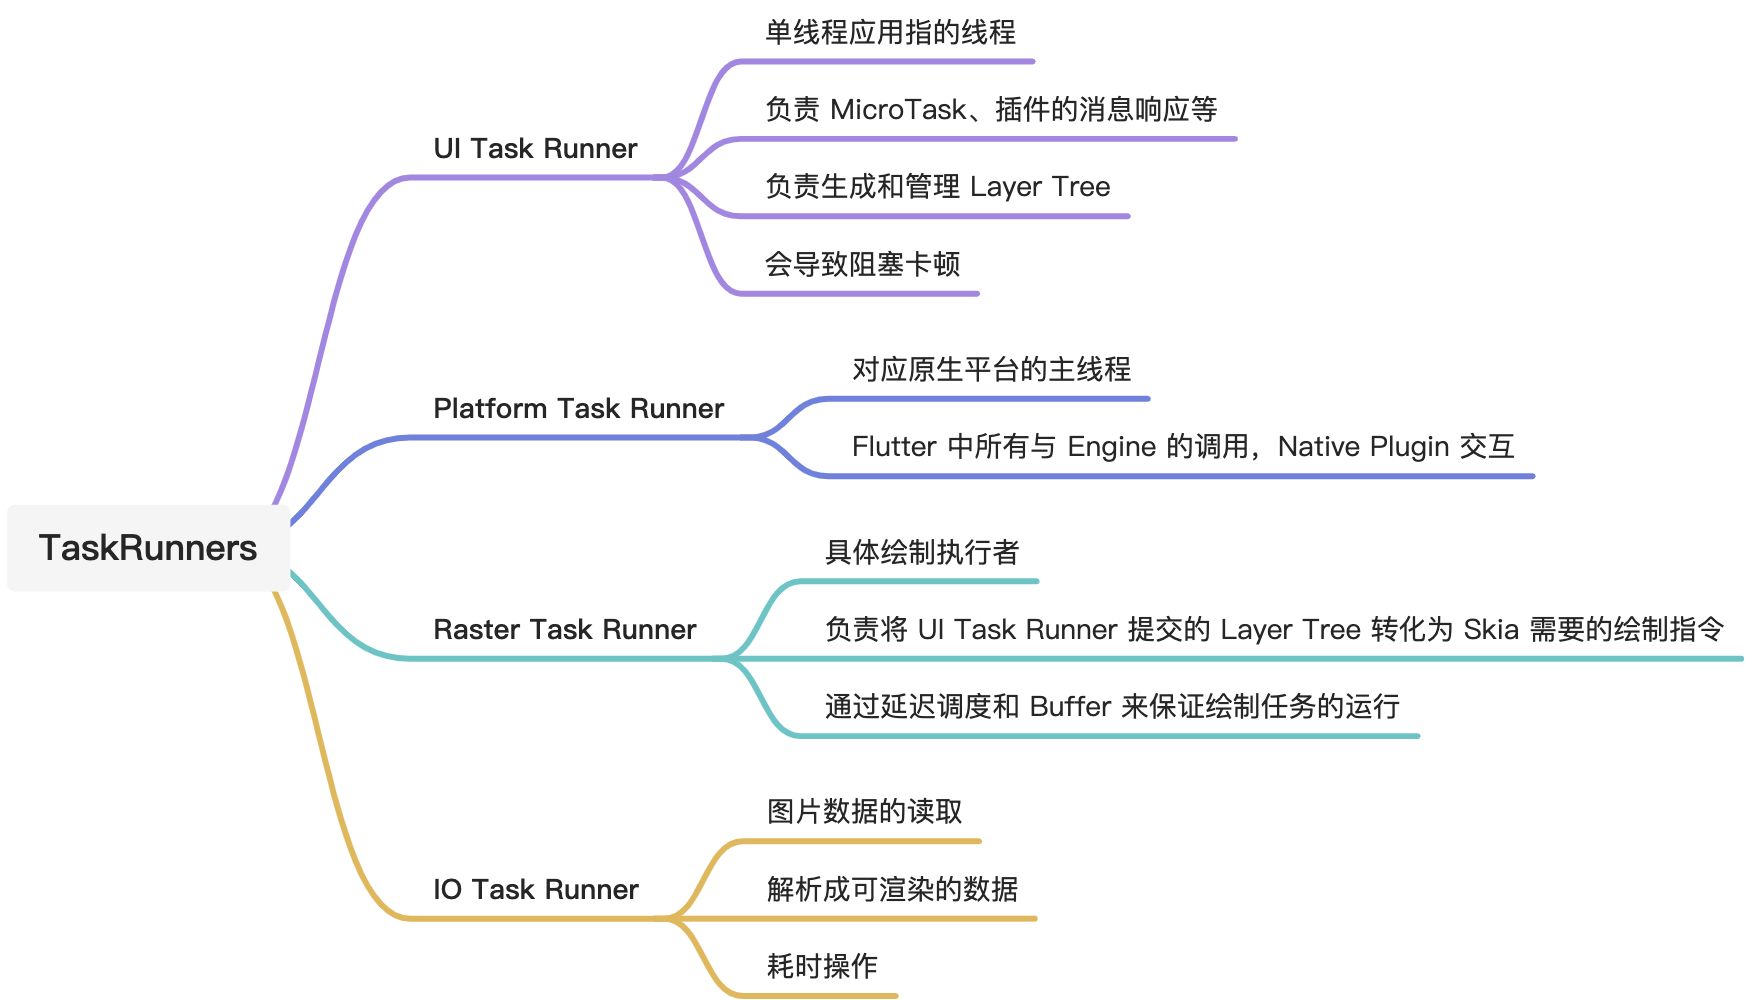 TaskRunners
UI Task Runner
单线程应用指的线程
负责 MicroTask、插件的消息响应等
负责生成和管理 Layer Tree
会导致阻塞卡顿
Platform Task Runner
对应原生平台的主线程
Flutter 中所有与 Engine 的调用，Native Plugin 交互
Raster Task Runner
具体绘制执行者
负责将 UI Task Runner 提交的 Layer Tree 转化为 Skia 需要的绘制指令
通过延迟调度和 Buffer 来保证绘制任务的运行
IO Task Runner
图片数据的读取
解析成可渲染的数据
耗时操作